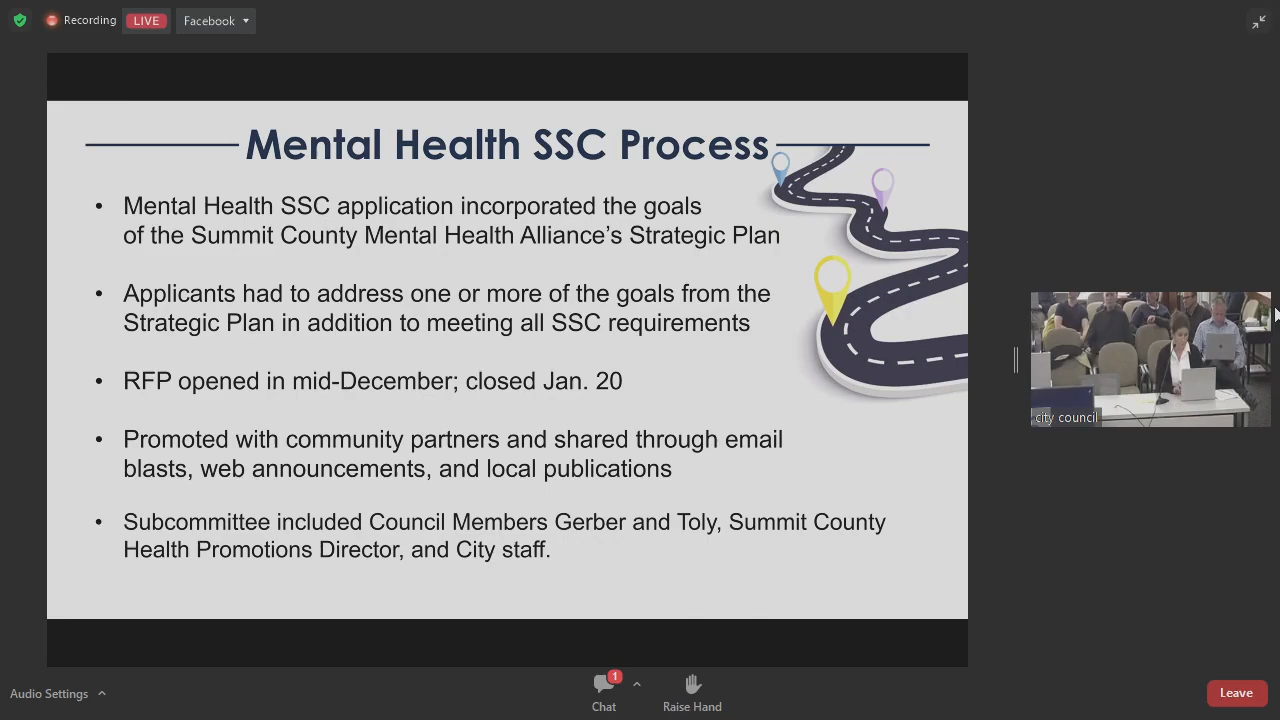 Recording
LIVE
Facebook
Mental Health SSC Process
• Mental Health SSC application incorporated the goals
of the Summit County Mental Health Alliance’s Strategic Plan
• Applicants had to address one or more of the goals from the
Strategic Plan in addition to meeting all SSC requirements
• RFP opened in mid-December; closed Jan. 20
• Promoted with community partners and shared through email
blasts, web announcements, and local publications
• Subcommittee included Council Members Gerber and Toly, Summit County
Health Promotions Director, and City staff.
city council
Audio Settings
1
Chat
Raise Hand
Leave